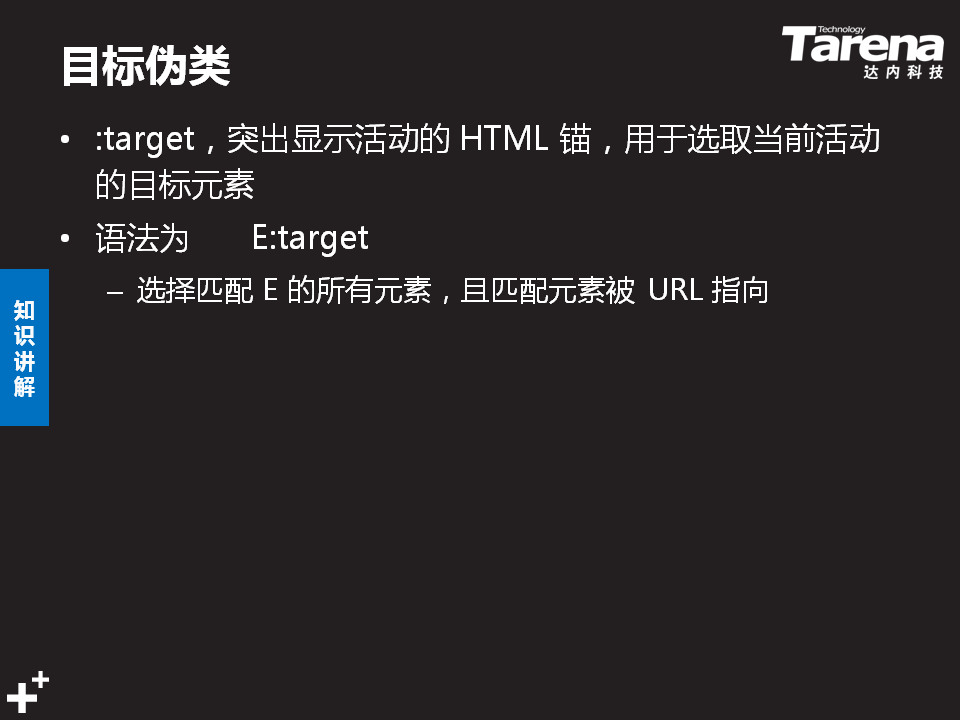 目标伪类
Technology
Tarena
达内科技
• :target，突出显示活动的 HTML 锚，用于选取当前活动
的目标元素
• 语法为 E:target
– 选择匹配 E 的所有元素，且匹配元素被 URL 指向
知
识
讲
解